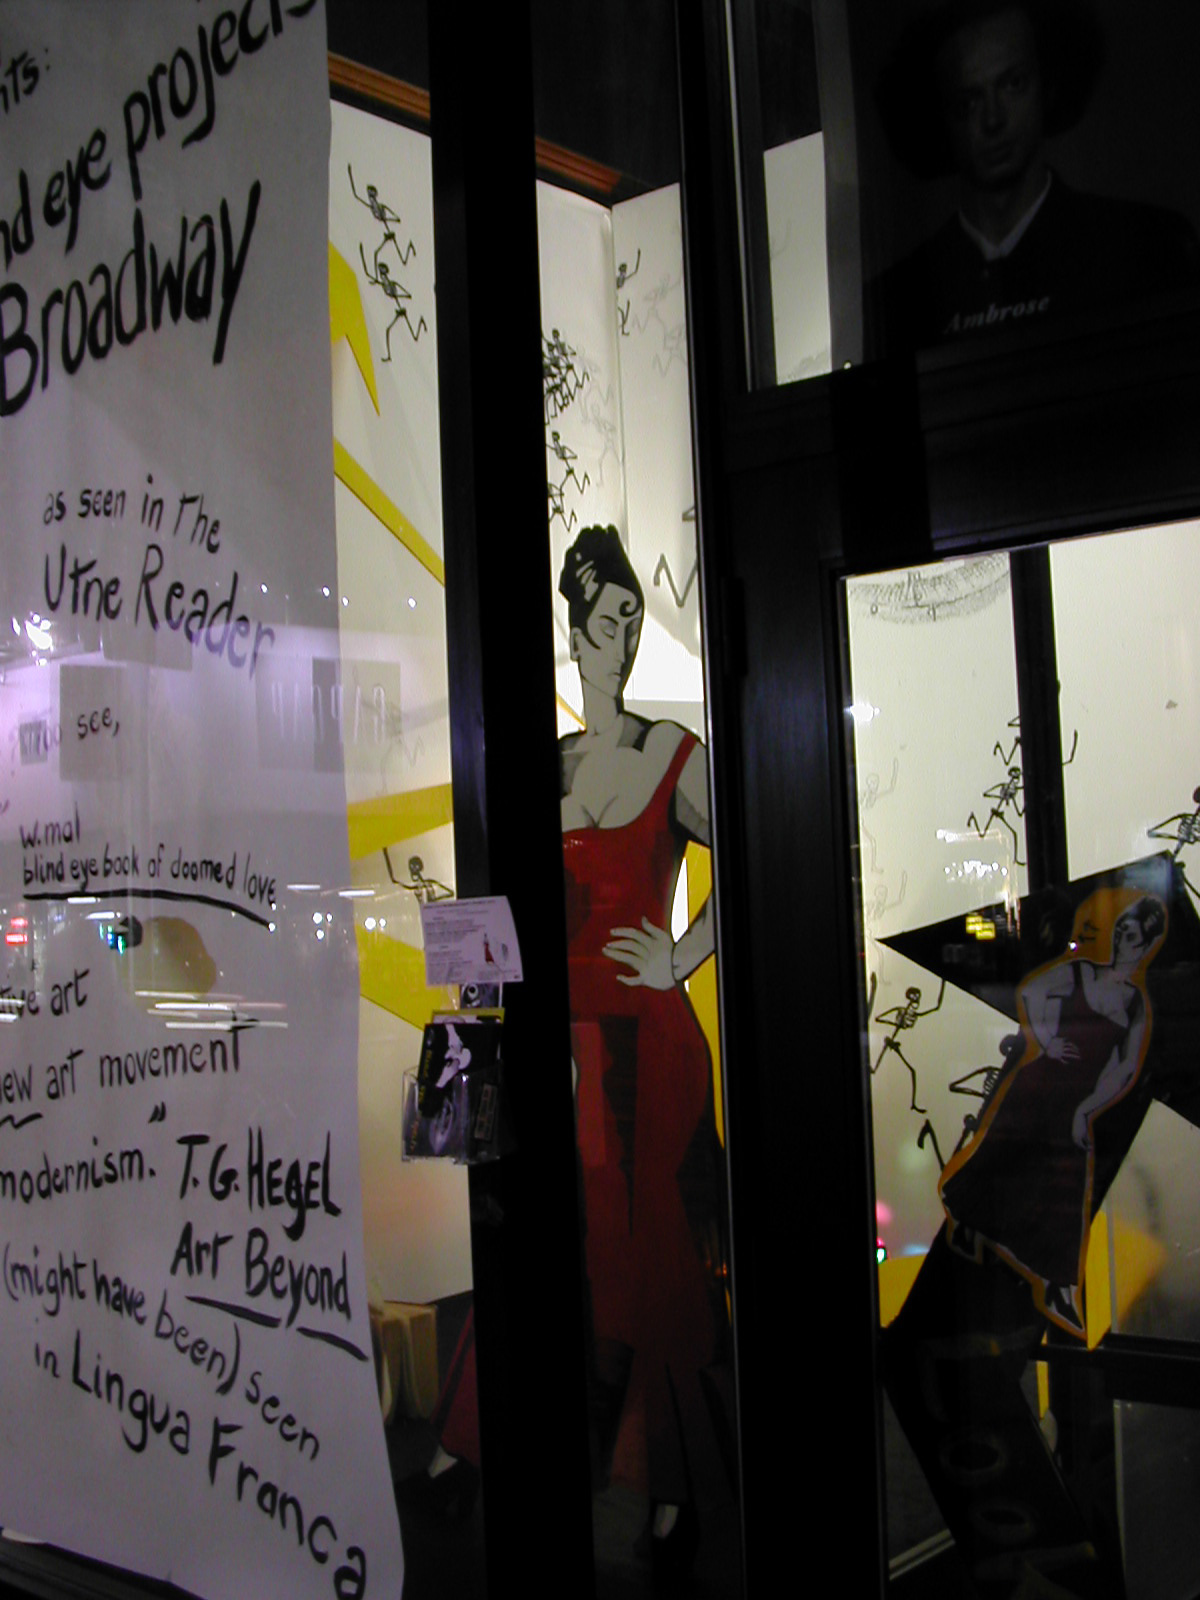 nts:
nd eye projects
Broadway
as seen in the
Utne Reader
see,
w.mal
blind eye book of doomed love
tive art
new art movement
modernism."
T.G. HEGEL
Art Beyond
(might have been) seen
in Lingua Franca
Ambrose